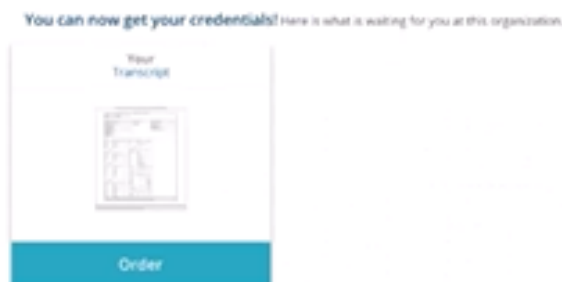 You can now get your credentials! Here is what is waiting for you at this organization
Your
Transcript
Order